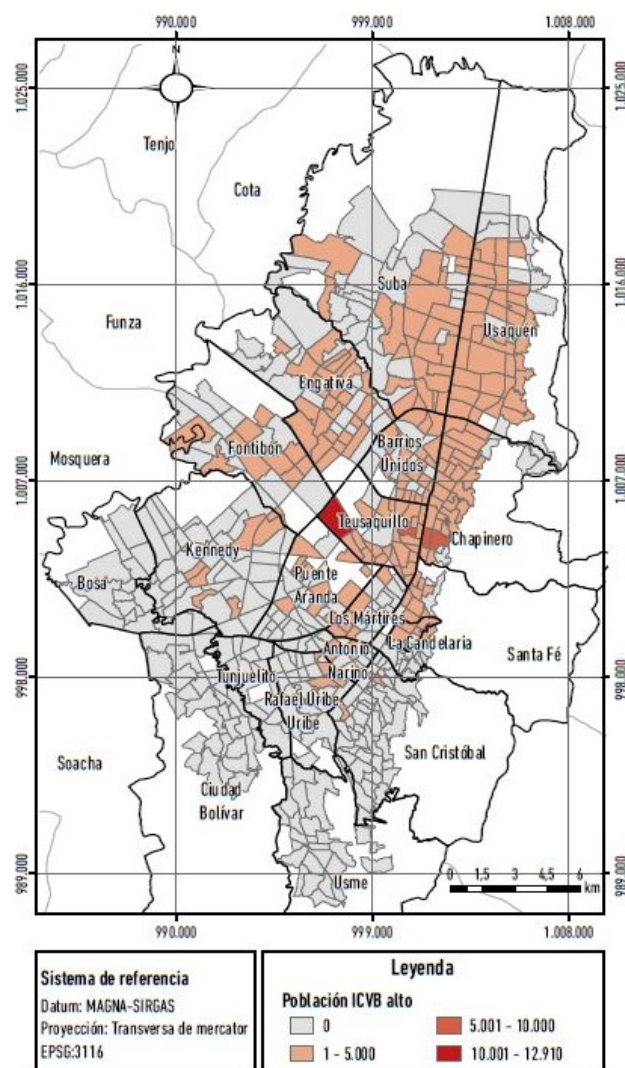 990.000 999.000 1.008.000
N
1.025.000 1.025.000
Tenjo
Cota
1.016.000 1.016.000
Suba
Funza
Usaquén
Engativá
Barrios
Unidos
Fontibón
Mosquera
1.007.000 1.007.000
Teusaquillo
Chapinero
Kennedy
Puente
Aranda
Bosa
Los Mártires
La Candelaria
Antonio
Nariño
Santa Fé
998.000 998.000
Tunjuelito
Rafael Uribe
Uribe
San Cristóbal
Soacha
Ciudad
Bolívar
989.000 989.000
Usme
0 1,5 3 4,5 6
km
990.000 999.000 1.008.000
Sistema de referencia
Datum: MAGNA-SIRGAS
Proyección: Transversa de mercator
EPSG:3116
Leyenda
Población ICVB alto
0 5.001 - 10.000
1 - 5.000 10.001 - 12.910